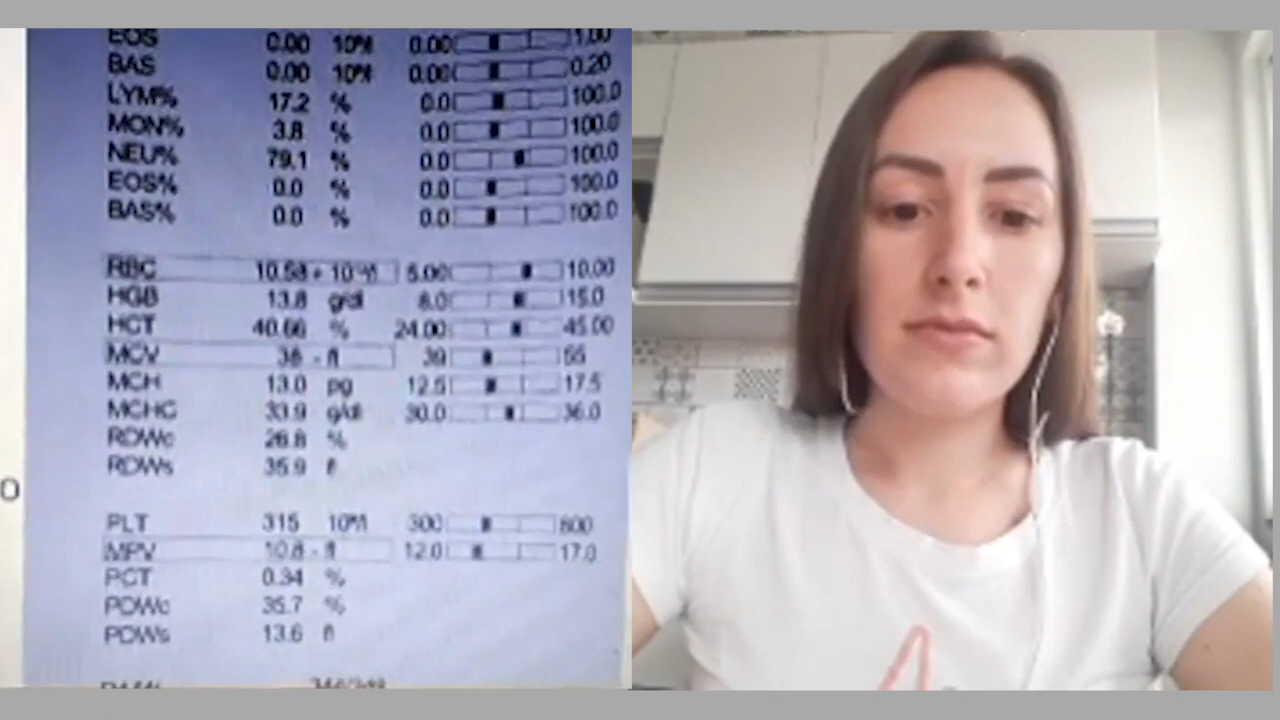 EOS 0.00 10^9/l 0.00 1.00
BAS 0.00 10^9/l 0.00 0.20
LYM% 17.2 % 0.0 100.0
MON% 3.8 % 0.0 100.0
NEU% 79.1 % 0.0 100.0
EOS% 0.0 % 0.0 100.0
BAS% 0.0 % 0.0 100.0
RBC 10.58 + 5.00 10.00
HGB 13.8 g/dl 8.0 15.0
HCT 40.66 % 24.00 45.00
MCV 38 - fl 39 55
MCH 13.0 pg 12.5 17.5
MCHC 33.9 g/dl 30.0 36.0
RDWc 26.8 %
RDWs 35.9 fl
PLT 315 10^9/l 300 800
MPV 10.8 - fl 12.0 17.0
PCT 0.34 %
PDWc 35.7 %
PDWs 13.6 fl